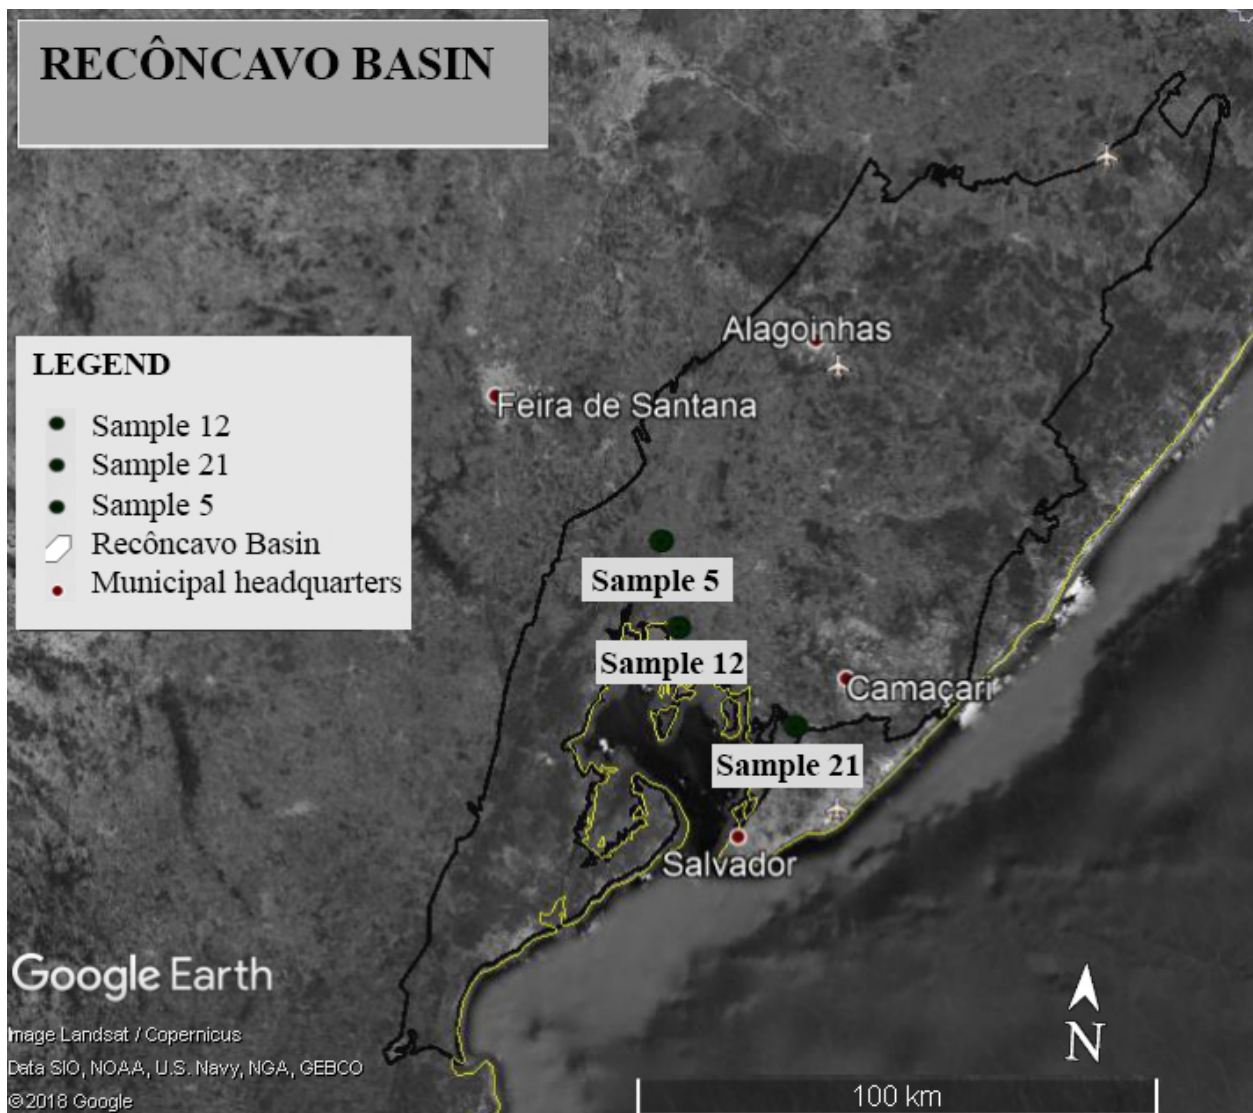 RECÔNCAVO BASIN
Alagoinhas
LEGEND
Feira de Santana
Sample 12
Sample 21
Sample 5
Recôncavo Basin
Municipal headquarters
Sample 5
Sample 12
Camaçari
Sample 21
Salvador
Google Earth
Image Landsat / Copernicus
Data SIO, NOAA, U.S. Navy, NGA, GEBCO
© 2018 Google
N
100 km